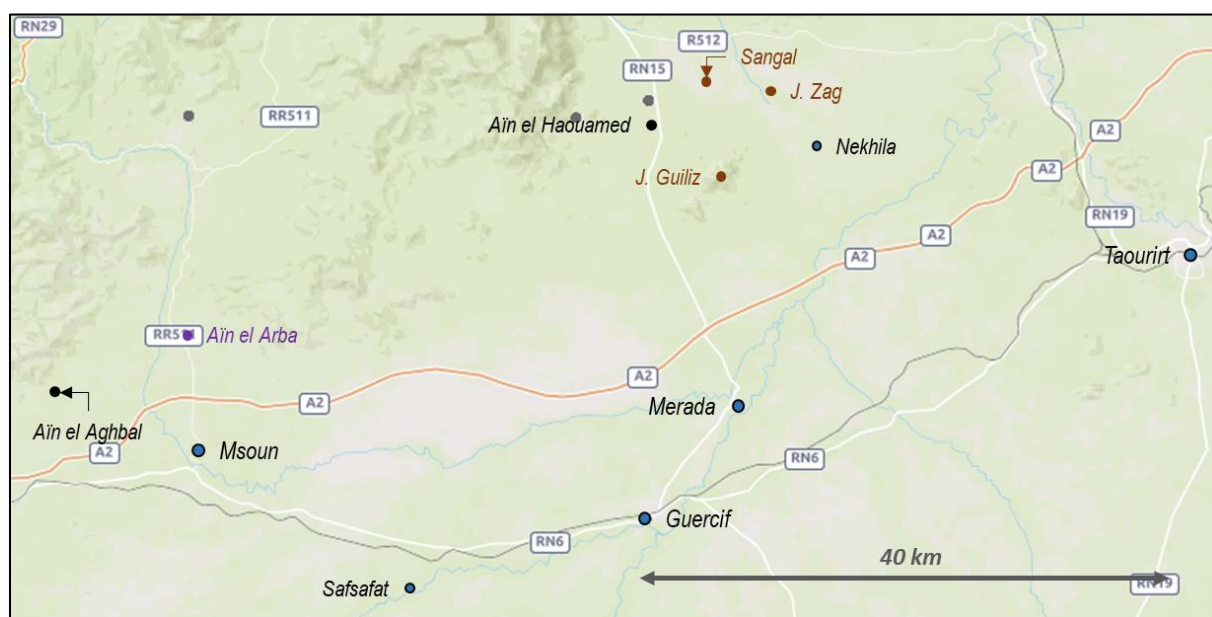 RN29
R512
Sangal
RN15
J. Zag
RR511
Aïn el Haouamed
Nekhila
A2
J. Guiliz
A2
RN19
A2
A2
Taourirt
RR5
Aïn el Arba
A2
A2
Merada
Aïn el Aghbal
A2
Msoun
RN6
Guercif
RN6
40 km
RN19
Safsafat